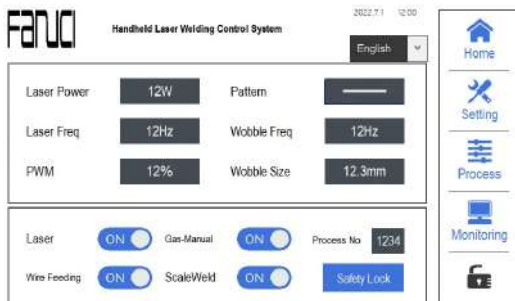 2022.7.1 12:00
Fanuci Handheld Laser Welding Control System
English
Home
Laser Power 12W Pattern
Setting
Laser Freq 12Hz Wobble Freq 12Hz
PWM 12% Wobble Size 12.3mm
Process
Monitoring
Laser ON Gas-Manual ON Process No 1234
Wire Feeding ON ScaleWeld ON Safety Lock